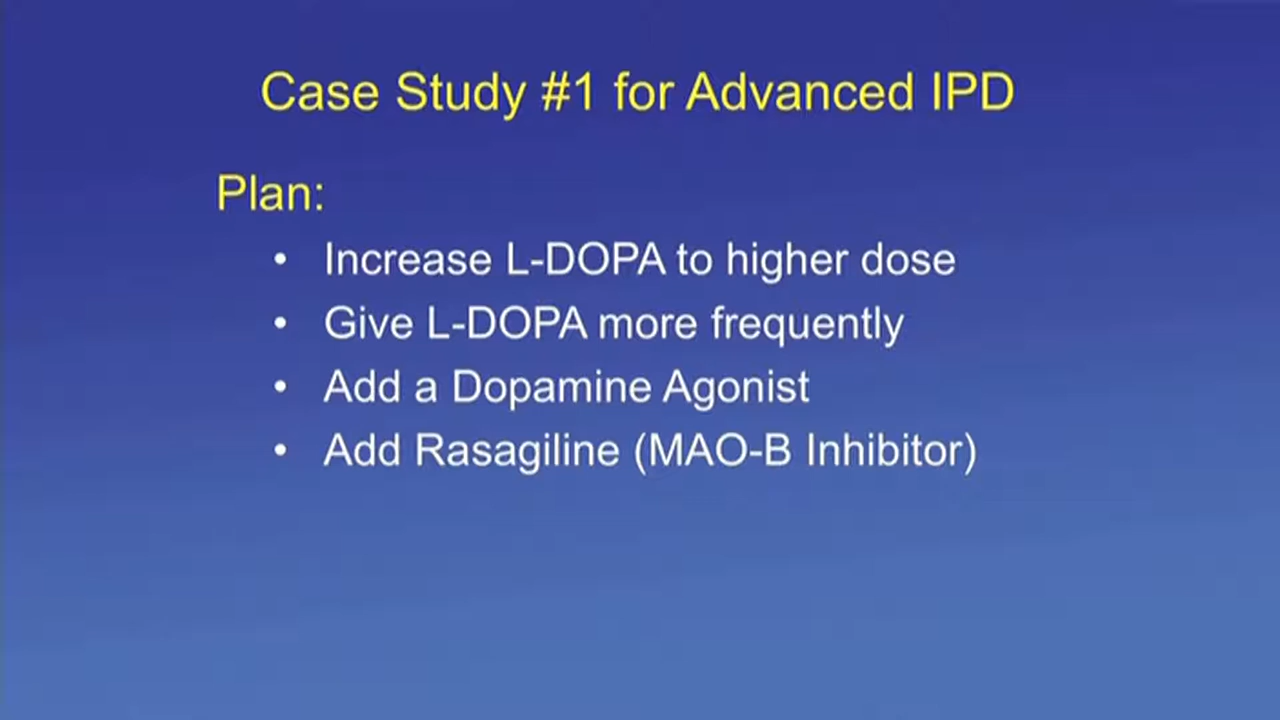 Case Study #1 for Advanced IPD
Plan:
• Increase L-DOPA to higher dose
• Give L-DOPA more frequently
• Add a Dopamine Agonist
• Add Rasagiline (MAO-B Inhibitor)